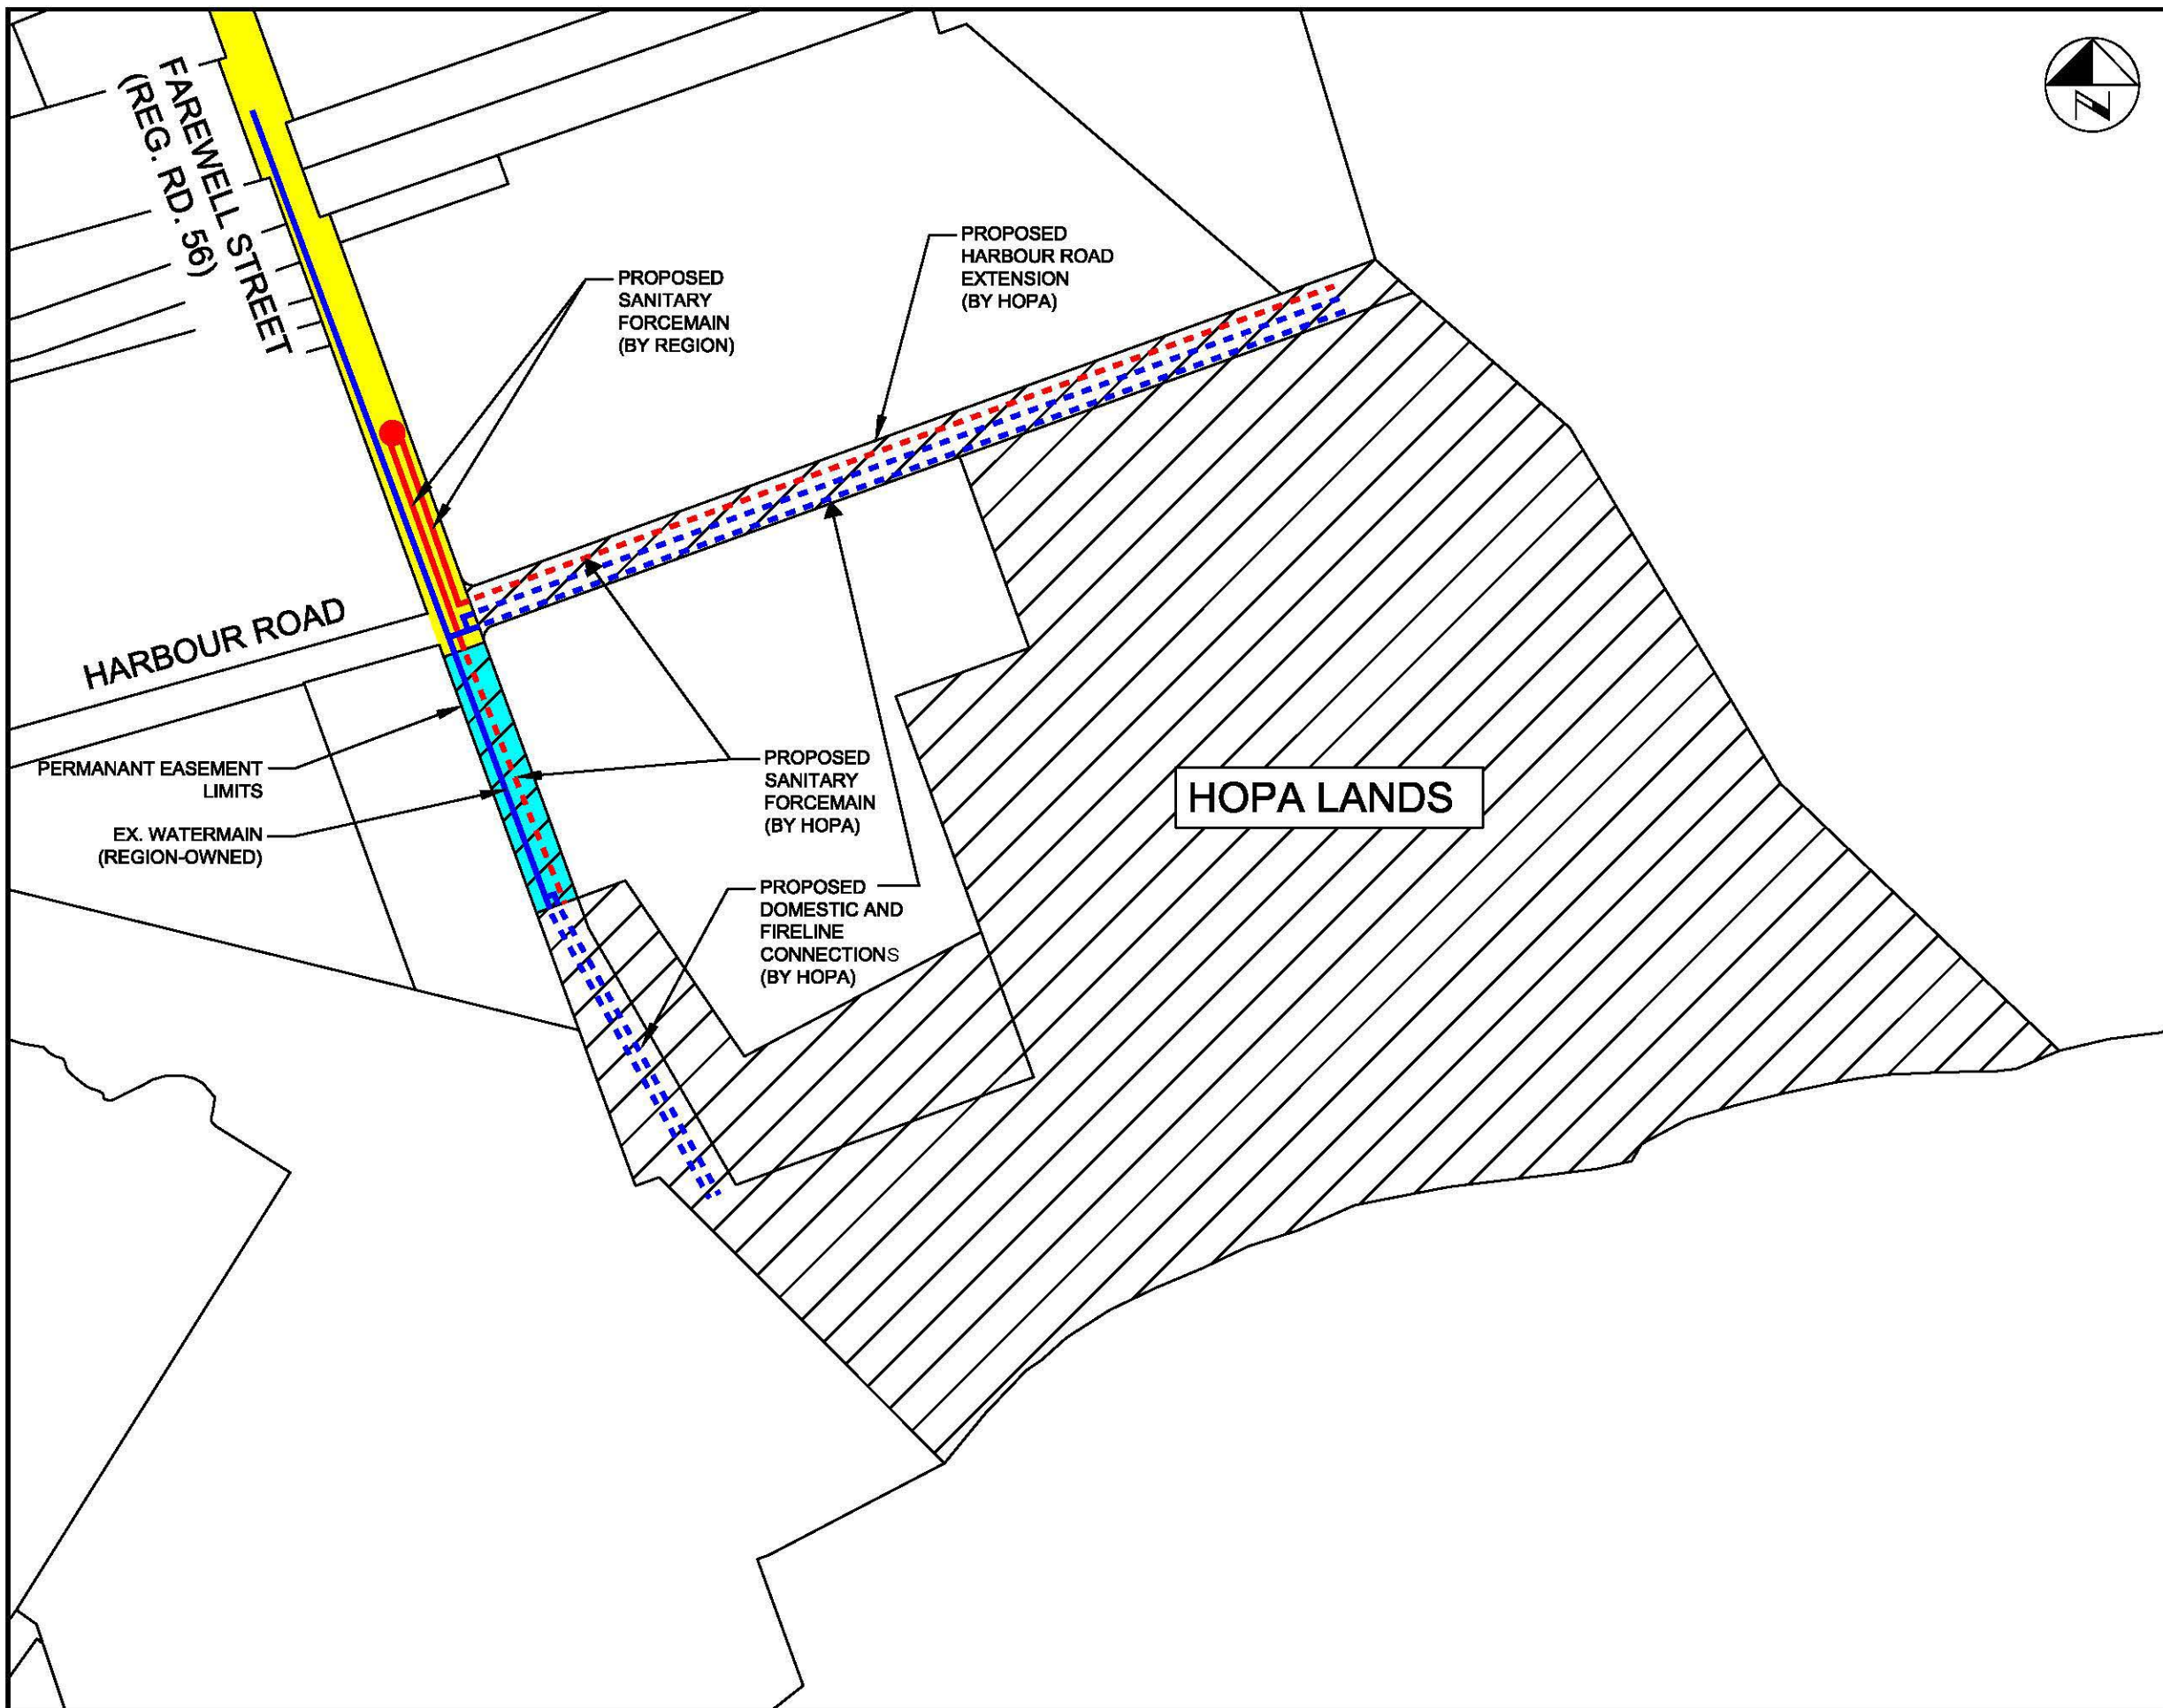 FAREWELL STREET
(REG. RD. 56)
PROPOSED
HARBOUR ROAD
EXTENSION
(BY HOPA)
PROPOSED
SANITARY
FORCEMAIN
(BY REGION)
HARBOUR ROAD
PERMANANT EASEMENT
LIMITS
EX. WATERMAIN
(REGION-OWNED)
PROPOSED
SANITARY
FORCEMAIN
(BY HOPA)
HOPA LANDS
PROPOSED
DOMESTIC AND
FIRELINE
CONNECTIONS
(BY HOPA)
N